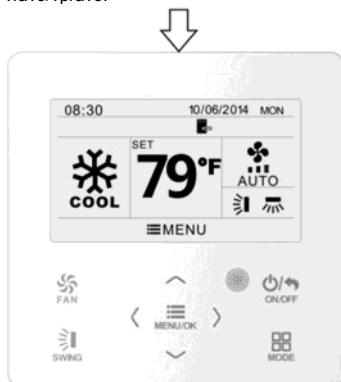 08:30 10/06/2014 MON
SET
79°F
COOL
AUTO
MENU
FAN
MENU/OK
ON/OFF
SWING
MODE